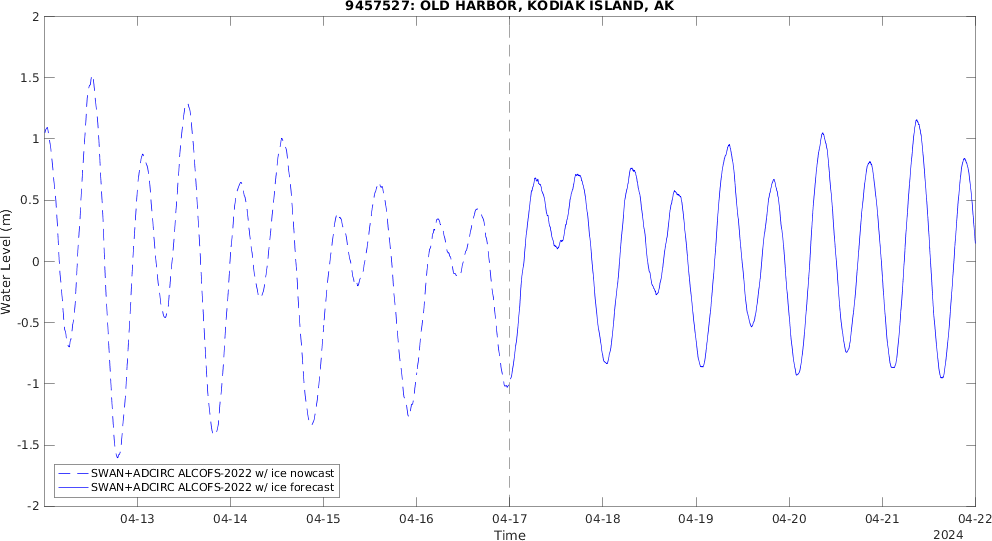 9457527: OLD HARBOR, KODIAK ISLAND, AK
2
1.5
1
0.5
0
-0.5
-1
-1.5
-2
Water Level (m)
SWAN+ADCIRC ALCOFS-2022 w/ ice nowcast
SWAN+ADCIRC ALCOFS-2022 w/ ice forecast
04-13 04-14 04-15 04-16 04-17 04-18 04-19 04-20 04-21 04-22
Time
2024